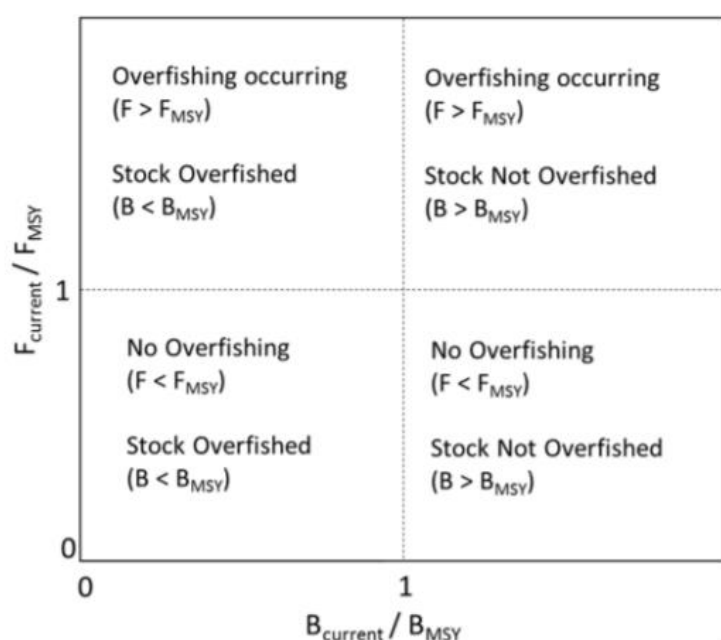 Overfishing occurring
(F > FMSY)
Stock Overfished
(B < BMSY)
Overfishing occurring
(F > FMSY)
Stock Not Overfished
(B > BMSY)
No Overfishing
(F < FMSY)
Stock Overfished
(B < BMSY)
No Overfishing
(F < FMSY)
Stock Not Overfished
(B > BMSY)
Fcurrent / FMSY
1
0
0
1
Bcurrent / BMSY